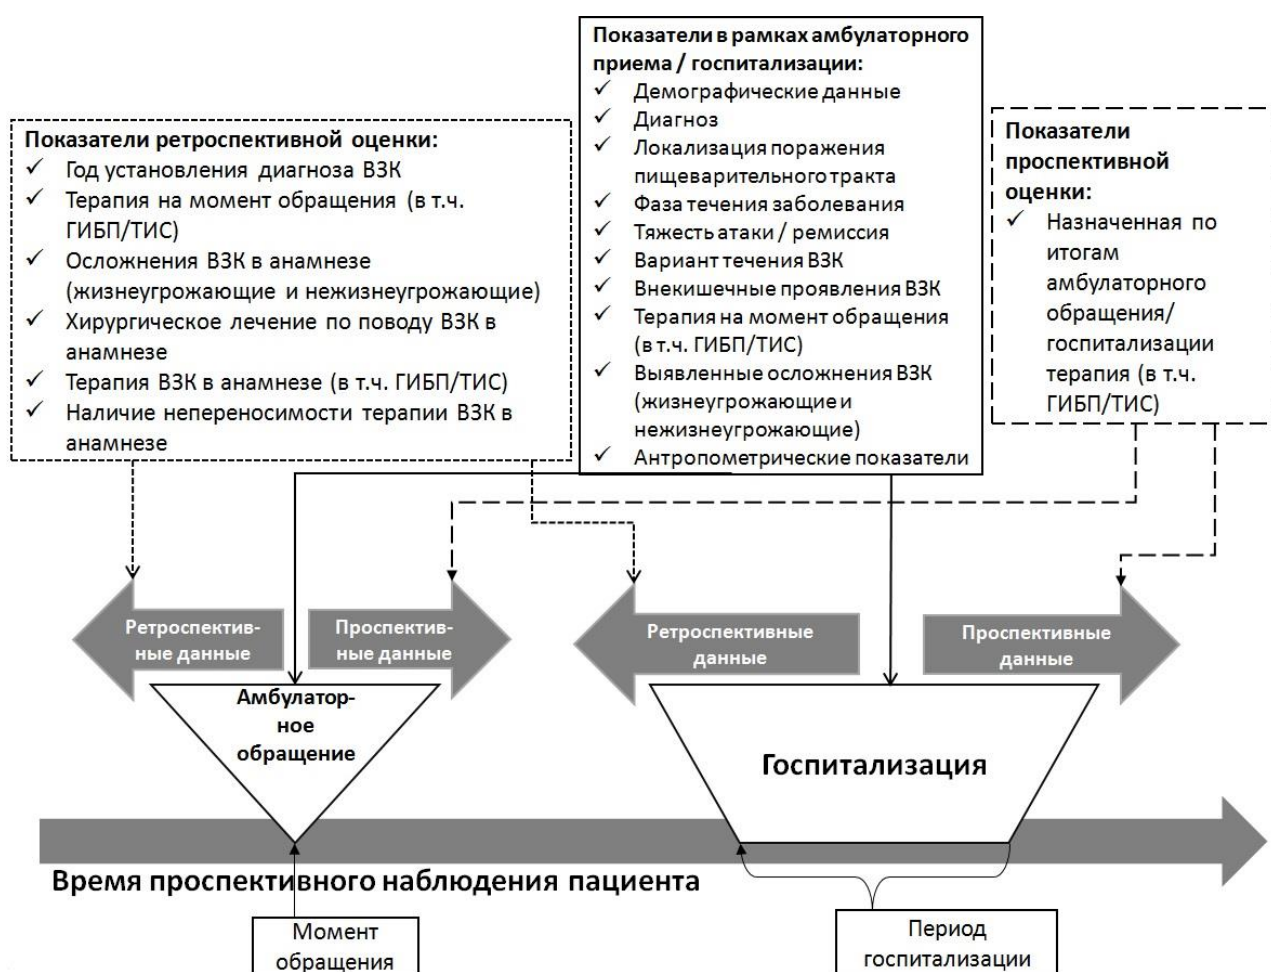 Показатели в рамках амбулаторного
приема / госпитализации:
✓ Демографические данные
✓ Диагноз
✓ Локализация поражения
пищеварительного тракта
✓ Фаза течения заболевания
✓ Тяжесть атаки / ремиссия
✓ Вариант течения ВЗК
✓ Внекишечные проявления ВЗК
✓ Терапия на момент обращения
(в т.ч. ГИБП/ТИС)
✓ Выявленные осложнения ВЗК
(жизнеугрожающие и
нежизнеугрожающие)
✓ Антропометрические показатели
Показатели ретроспективной оценки:
✓ Год установления диагноза ВЗК
✓ Терапия на момент обращения (в т.ч.
ГИБП/ТИС)
✓ Осложнения ВЗК в анамнезе
(жизнеугрожающие и нежизнеугрожающие)
✓ Хирургическое лечение по поводу ВЗК в
анамнезе
✓ Терапия ВЗК в анамнезе (в т.ч. ГИБП/ТИС)
✓ Наличие непереносимости терапии ВЗК в
анамнезе
Показатели
проспективной
оценки:
✓ Назначенная по
итогам
амбулаторного
обращения/
госпитализации
терапия (в т.ч.
ГИБП/ТИС)
Ретроспектив-
ные данные
Проспектив-
ные данные
Ретроспективные
данные
Проспективные
данные
Амбулатор-
ное
обращение
Госпитализация
Время проспективного наблюдения пациента
Момент
обращения
Период
госпитализации